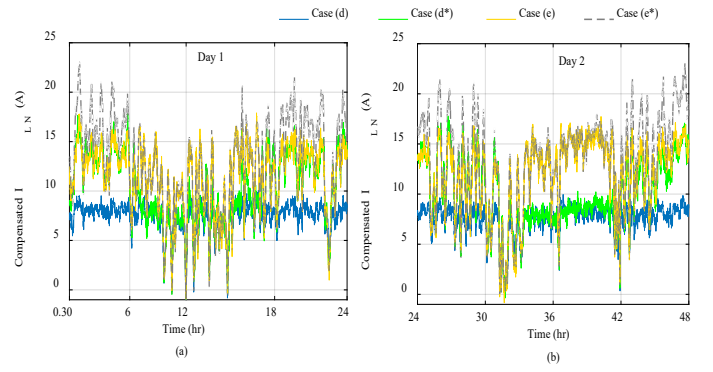 Case (d) Case (d*) Case (e) Case (e*)
Day 1
Compensated I L N (A)
25
20
15
10
5
0
0.30 6 12 18 24
Time (hr)
(a)
Day 2
Compensated I L N (A)
25
20
15
10
5
0
24 30 36 42 48
Time (hr)
(b)